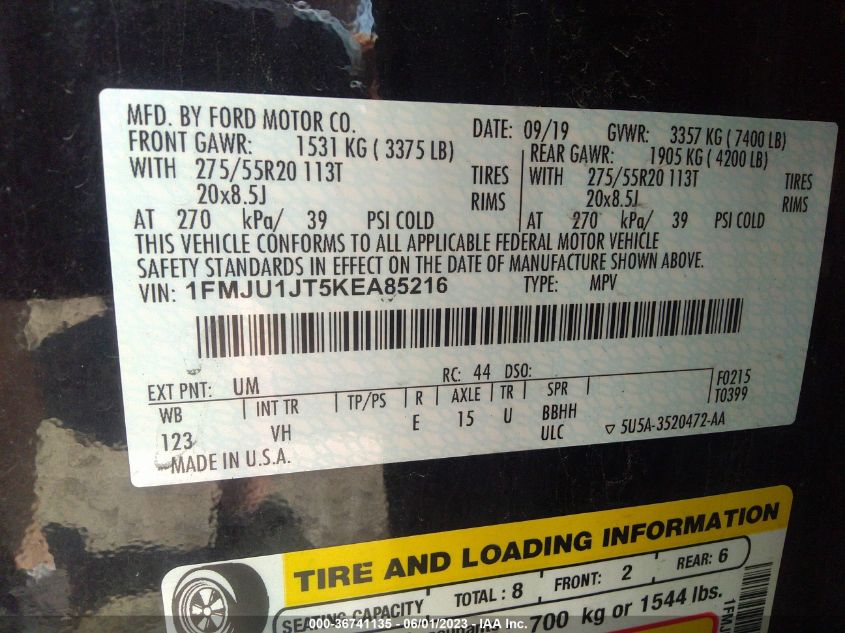 MFD. BY FORD MOTOR CO. DATE: 09/19 GVWR: 3357 KG ( 7400 LB)
FRONT GAWR: 1531 KG ( 3375 LB) REAR GAWR: 1905 KG ( 4200 LB)
WITH 275/55R20 113T TIRES WITH 275/55R20 113T TIRES
20x8.5J RIMS 20x8.5J RIMS
AT 270 kPa/ 39 PSI COLD AT 270 kPa/ 39 PSI COLD
THIS VEHICLE CONFORMS TO ALL APPLICABLE FEDERAL MOTOR VEHICLE
SAFETY STANDARDS IN EFFECT ON THE DATE OF MANUFACTURE SHOWN ABOVE.
VIN: 1FMJU1JT5KEA85216 TYPE: MPV
EXT PNT: UM RC: 44 DSO: F0215
WB INT TR TP/PS R AXLE TR SPR T0399
123 VH E 15 U BBHH
ULC ▽ 5U5A-3520472-AA
MADE IN U.S.A.
TIRE AND LOADING INFORMATION
SEATING CAPACITY TOTAL : 8 FRONT: 2 REAR: 6
700 kg or 1544 lbs.
1FMJ
000-36741135 - 06/01/2023 - IAA Inc.